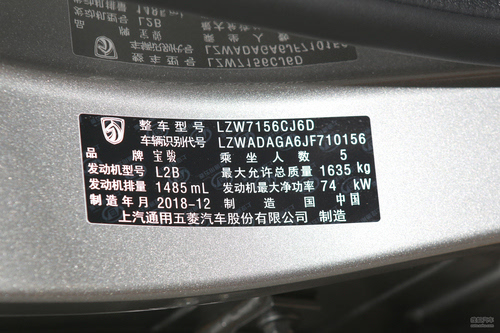 整车型号 LZW7156CJ6D
车辆识别代号 LZWADAGA6JF710156
品牌 宝骏 乘坐人数 5
发动机型号 L2B 最大允许总质量 1635 kg
发动机排量 1485 mL 发动机最大净功率 74 kW
制造年月 2018-12 制造国 中国
上汽通用五菱汽车股份有限公司 制造